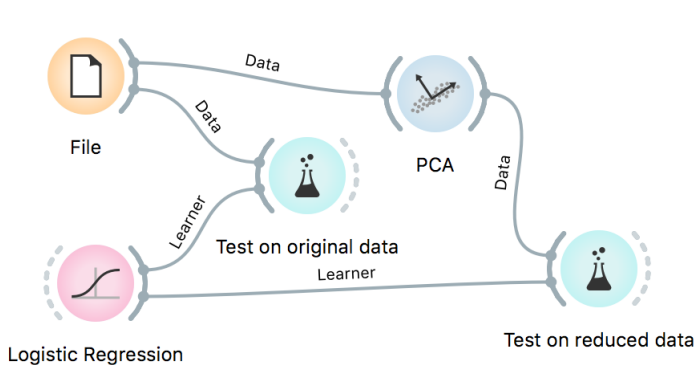 Data
File
Data
PCA
Data
Learner
Test on original data
Learner
Logistic Regression
Test on reduced data